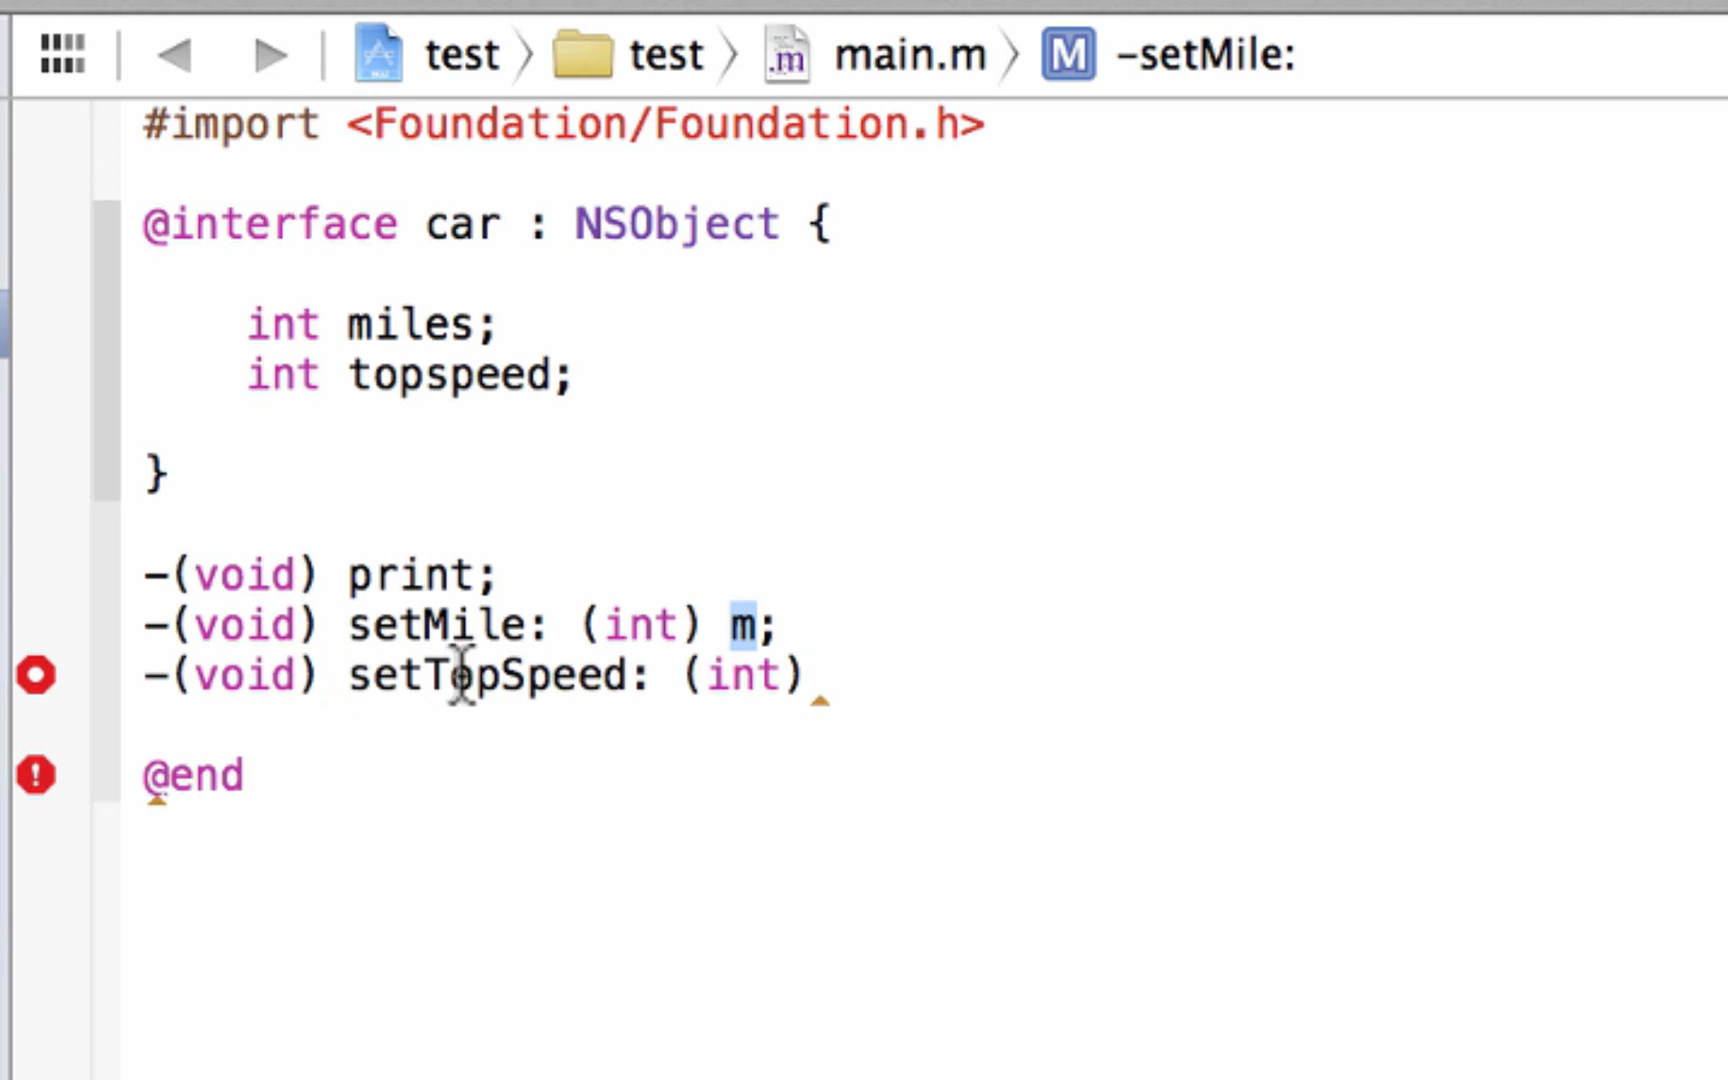 test test main.m -setMile:
#import <Foundation/Foundation.h>
@interface car : NSObject {
int miles;
int topspeed;
}
-(void) print;
-(void) setMile: (int) m;
-(void) setTopSpeed: (int)
@end